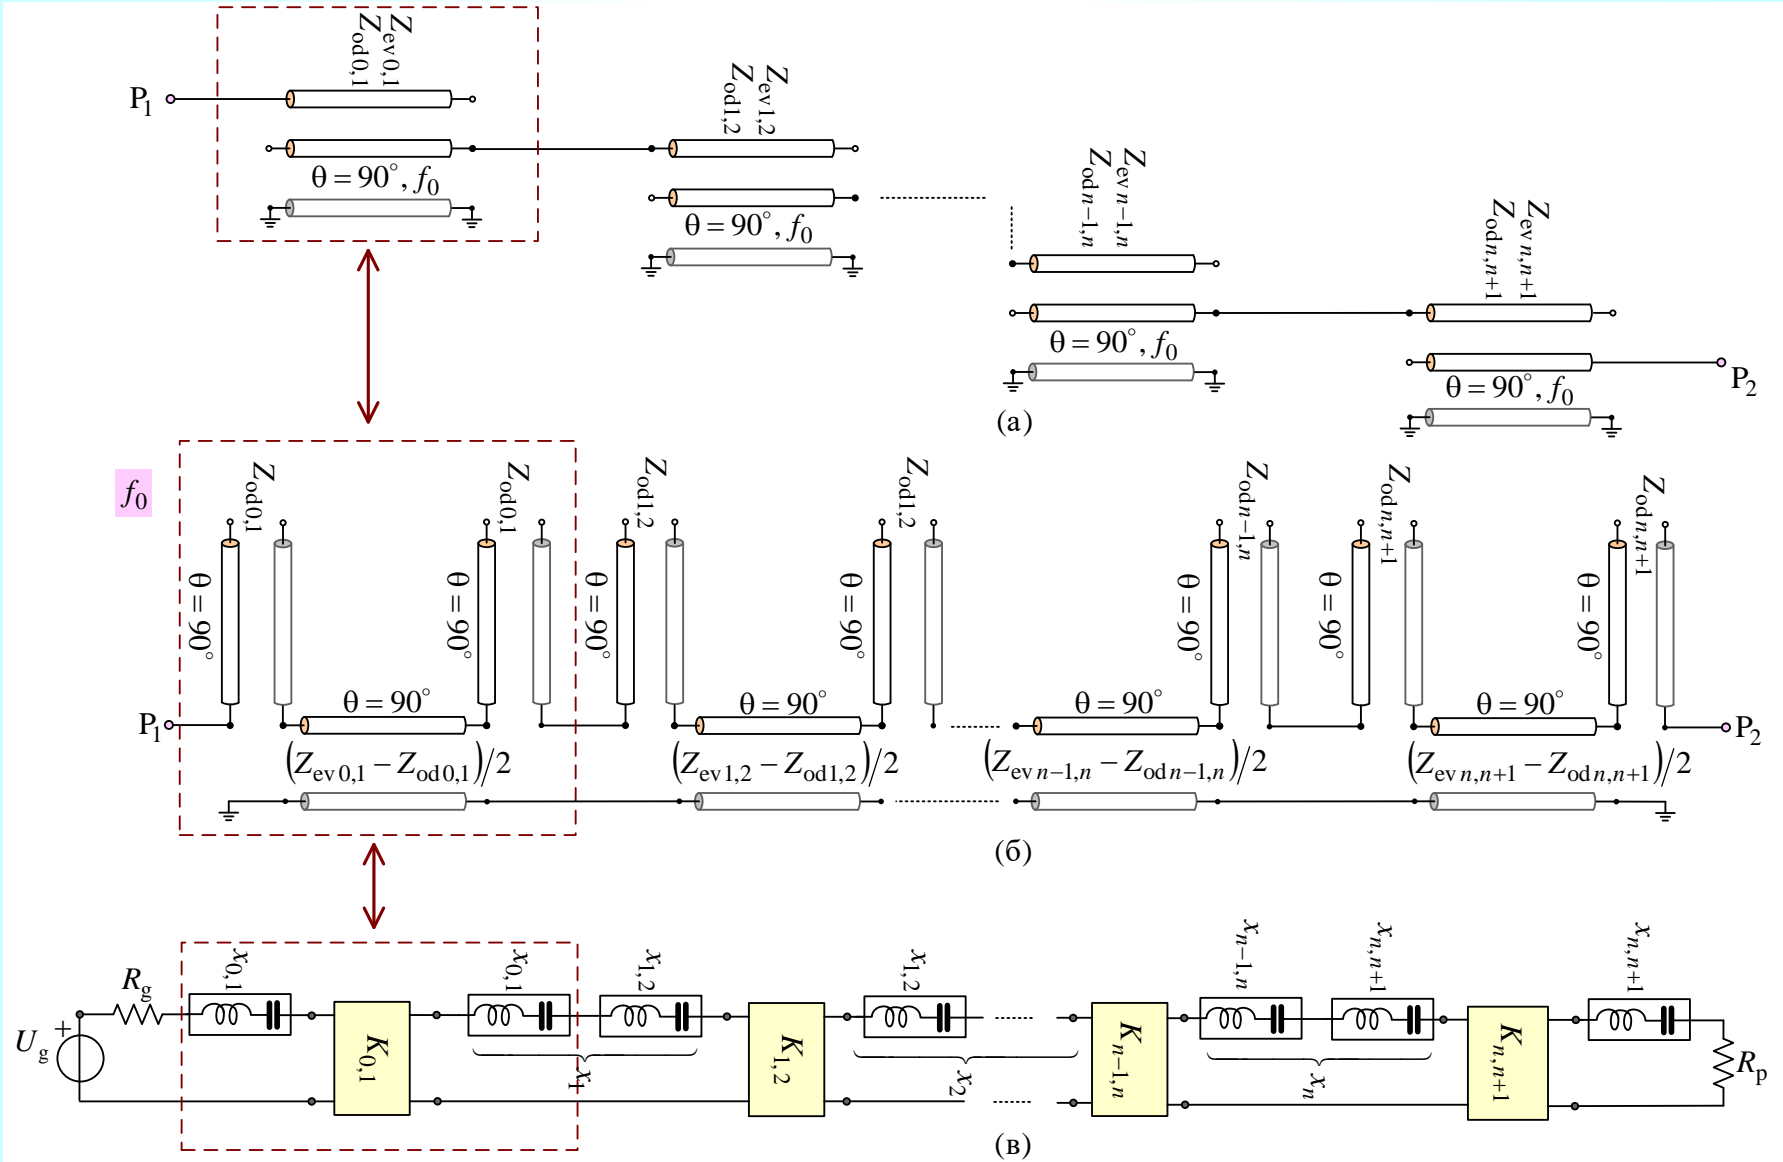 P1
Zev0,1
Zod0,1
θ = 90°, f0
Zev1,2
Zod1,2
θ = 90°, f0
Zevn−1,n
Zodn−1,n
θ = 90°, f0
Zevn,n+1
Zodn,n+1
θ = 90°, f0
P2
(а)
f0
P1
Zod0,1
θ = 90°
θ = 90°
(Zev0,1 − Zod0,1)/2
Zod0,1
θ = 90°
Zod1,2
θ = 90°
θ = 90°
(Zev1,2 − Zod1,2)/2
Zod1,2
θ = 90°
θ = 90°
(Zevn−1,n − Zodn−1,n)/2
Zodn−1,n
θ = 90°
Zodn,n+1
θ = 90°
θ = 90°
(Zevn,n+1 − Zodn,n+1)/2
Zodn,n+1
θ = 90°
P2
(б)
Ug
+
Rg
x0,1
K0,1
x0,1
x1,2
x1
K1,2
x1,2
x2
Kn−1,n
xn−1,n
xn,n+1
xn
Kn,n+1
xn,n+1
Rp
(в)